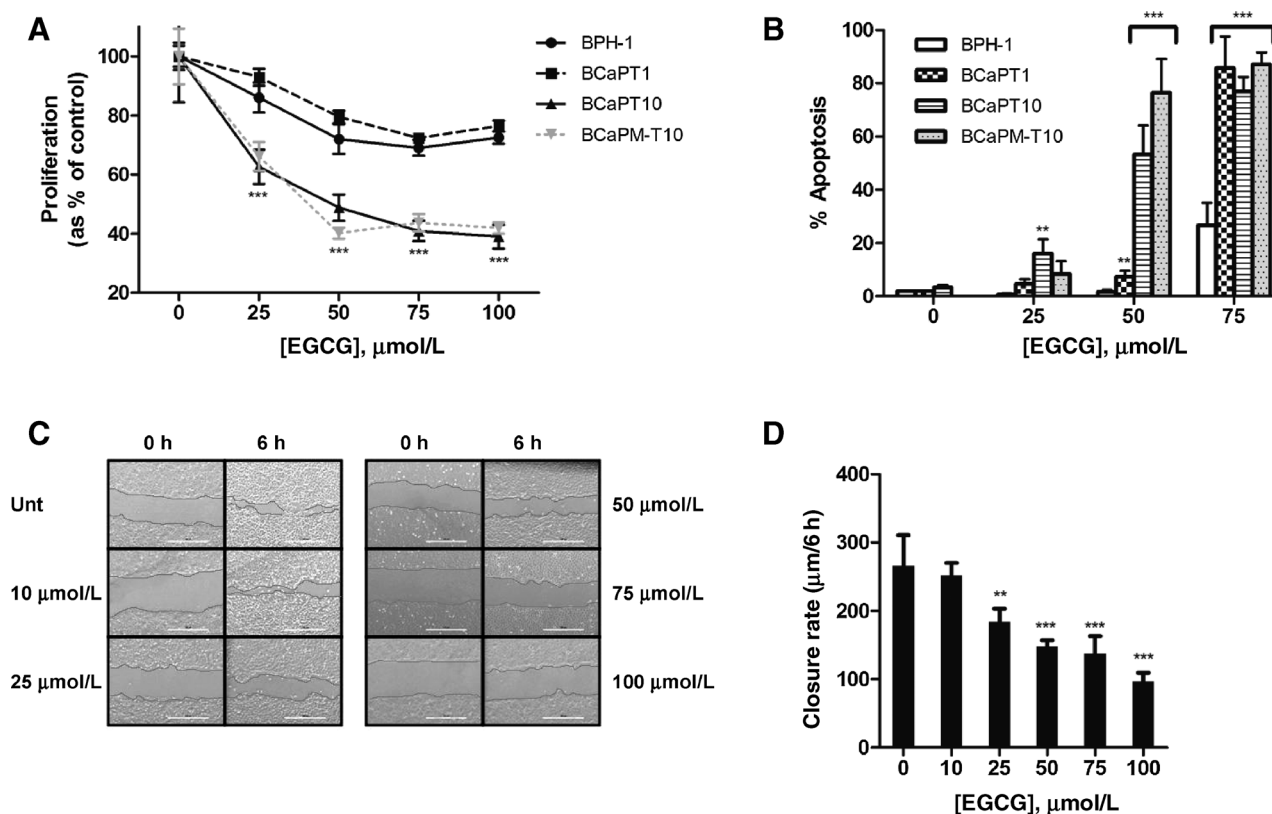 A
Proliferation
(as % of control)
100
80
60
40
20
0 25 50 75 100
[EGCG], μmol/L
BPH-1
BCaPT1
BCaPT10
BCaPM-T10
***
*** *** ***
B
% Apoptosis
100
80
60
40
20
0
0 25 50 75
[EGCG], μmol/L
BPH-1
BCaPT1
BCaPT10
BCaPM-T10
*** ***
**
**
C
0 h 6 h 0 h 6 h
Unt
10 μmol/L
25 μmol/L
50 μmol/L
75 μmol/L
100 μmol/L
D
Closure rate (μm/6 h)
400
300
200
100
0
**
*** ***
***
0 10 25 50 75 100
[EGCG], μmol/L